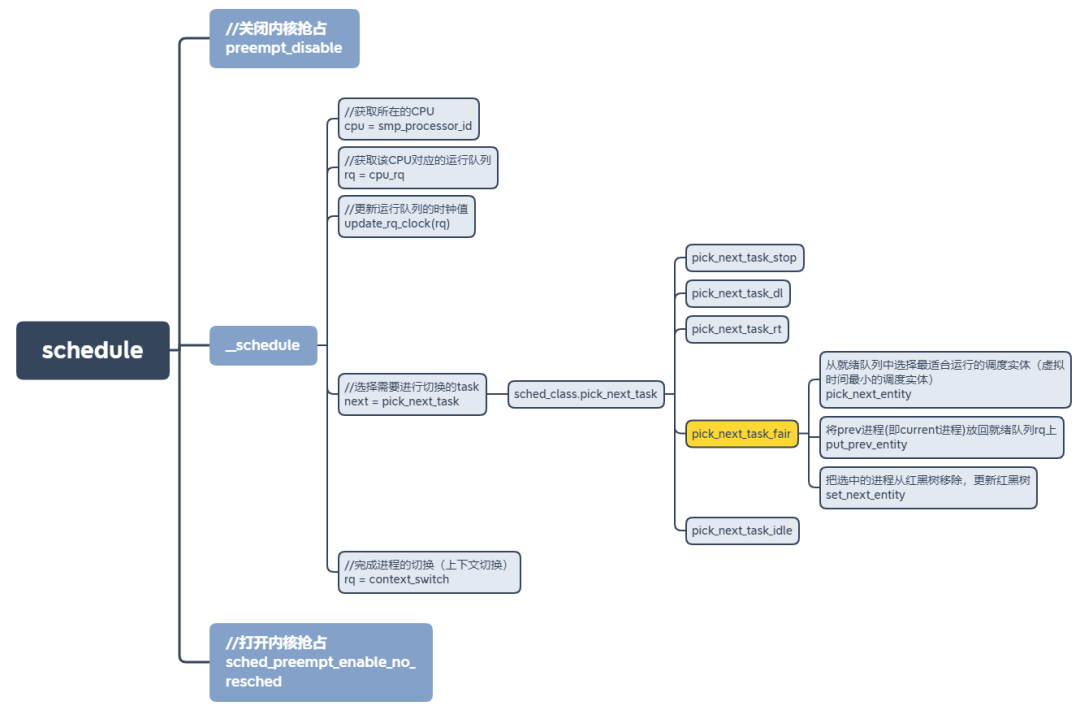 schedule
//关闭内核抢占
preempt_disable
__schedule
//获取所在的CPU
cpu = smp_processor_id
//获取该CPU对应的运行队列
rq = cpu_rq
//更新运行队列的时钟值
update_rq_clock(rq)
//选择需要进行切换的task
next = pick_next_task
sched_class.pick_next_task
pick_next_task_stop
pick_next_task_dl
pick_next_task_rt
pick_next_task_fair
从就绪队列中选择最适合运行的调度实体（虚拟
时间最小的调度实体）
pick_next_entity
将prev进程(即current进程)放回就绪队列rq上
put_prev_entity
把选中的进程从红黑树移除，更新红黑树
set_next_entity
pick_next_task_idle
//完成进程的切换（上下文切换）
rq = context_switch
//打开内核抢占
sched_preempt_enable_no_
resched